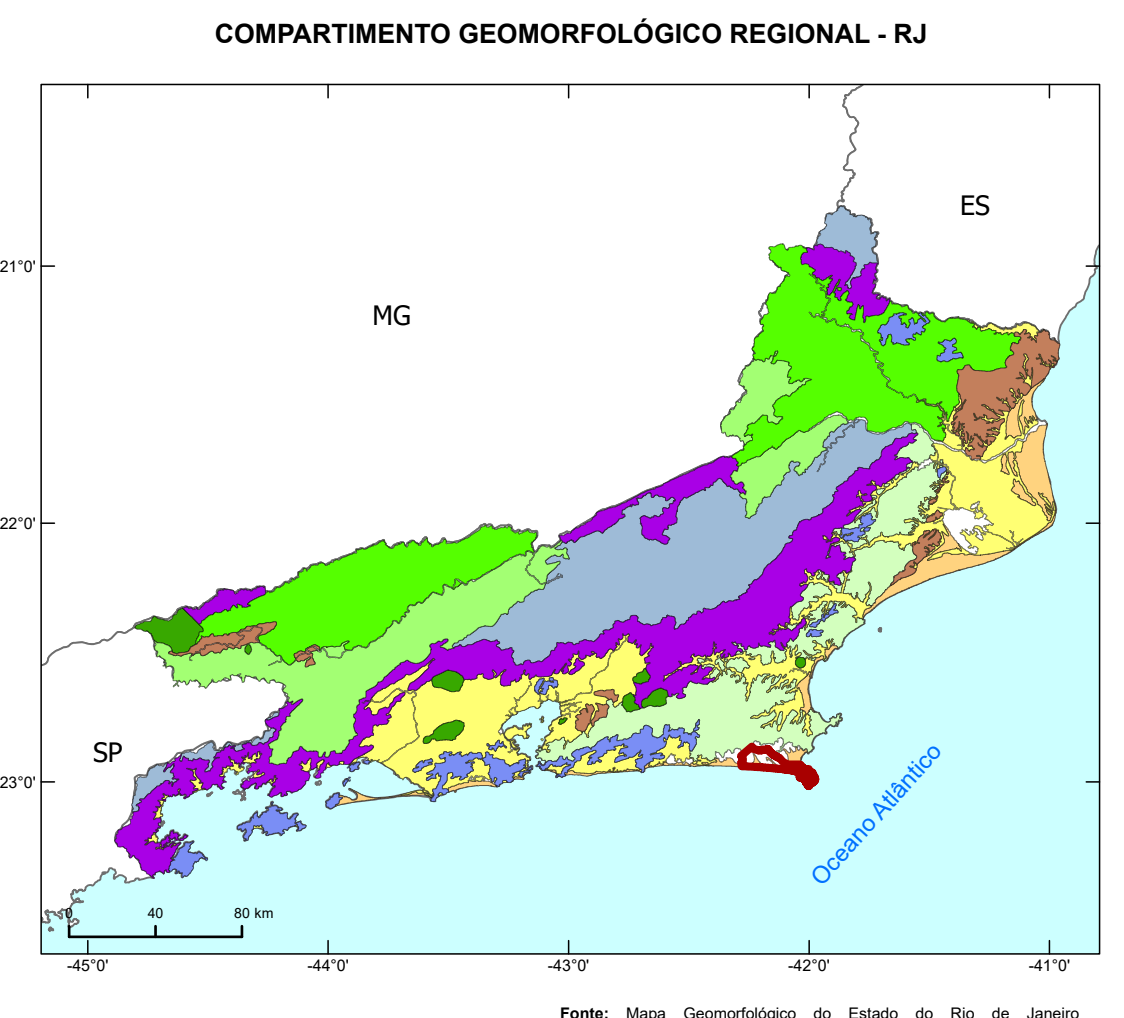 COMPARTIMENTO GEOMORFOLÓGICO REGIONAL - RJ
ES
21°0'
MG
22°0'
SP
23°0'
Oceano Atlântico
0 40 80 km
-45°0' -44°0' -43°0' -42°0' -41°0'
Fonte: Mapa Geomorfológico do Estado do Rio de Janeiro